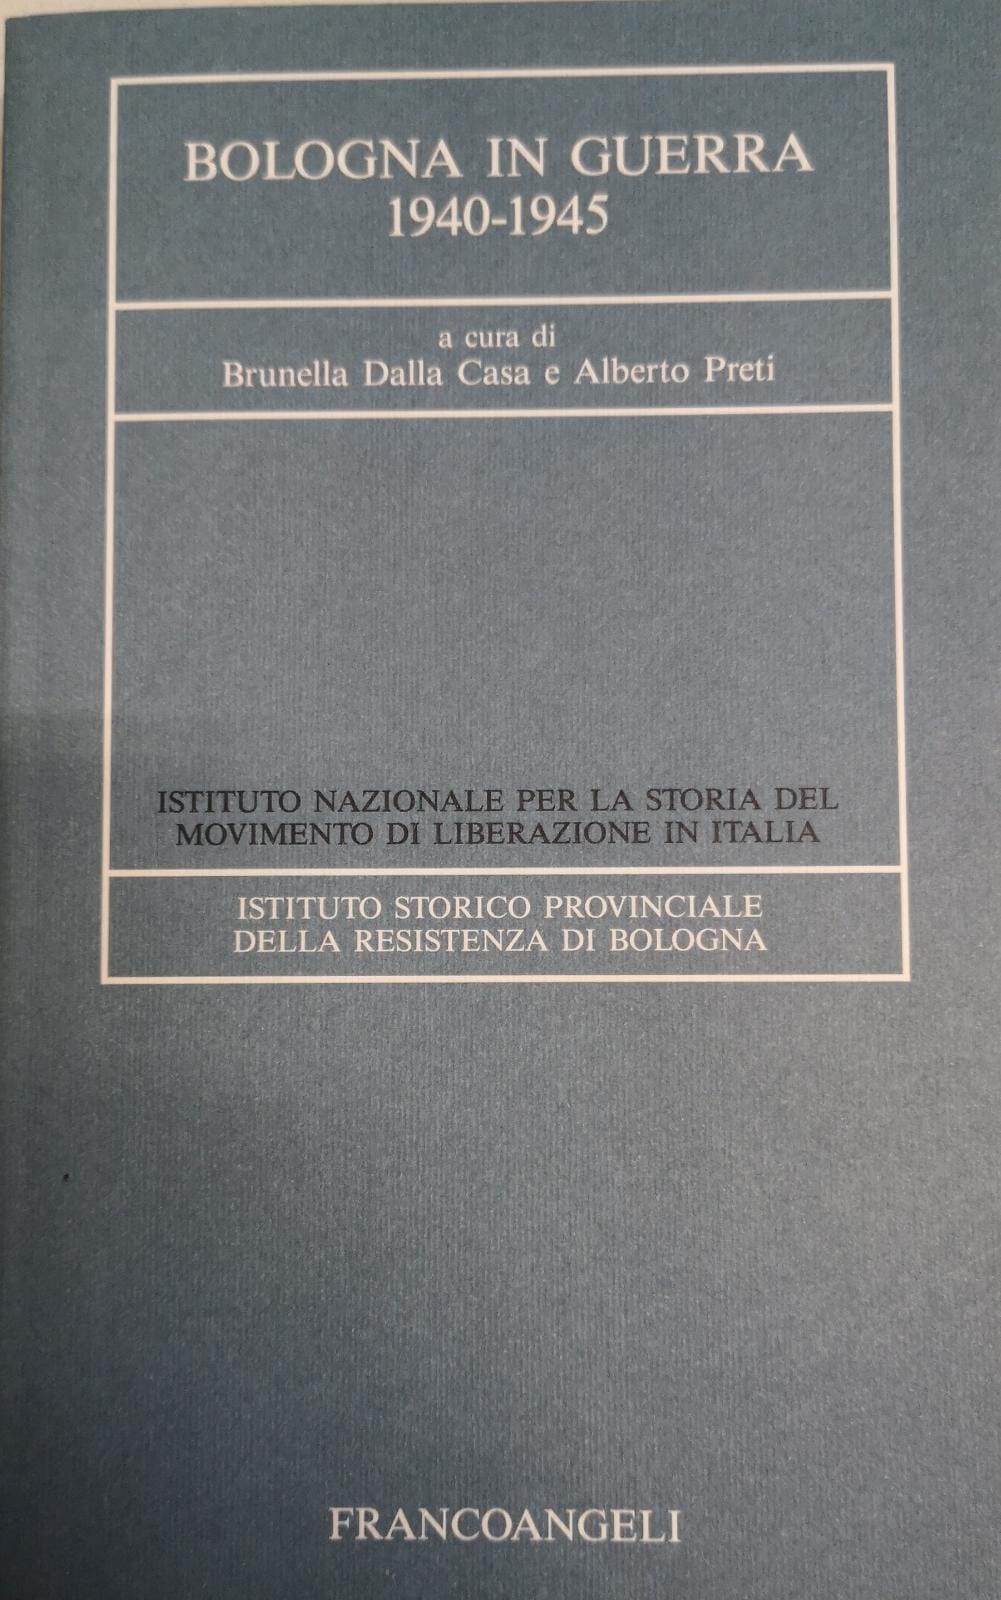 BOLOGNA IN GUERRA
1940-1945
a cura di
Brunella Dalla Casa e Alberto Preti
ISTITUTO NAZIONALE PER LA STORIA DEL
MOVIMENTO DI LIBERAZIONE IN ITALIA
ISTITUTO STORICO PROVINCIALE
DELLA RESISTENZA DI BOLOGNA
FRANCOANGELI